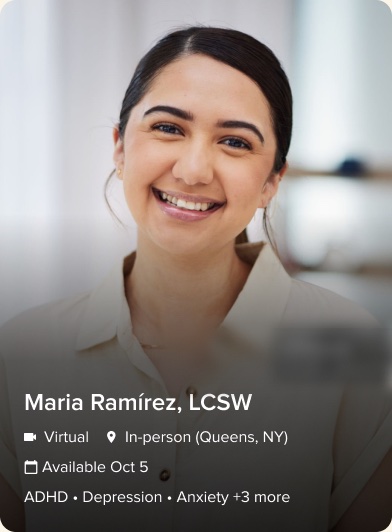 Maria Ramírez, LCSW
Virtual In-person (Queens, NY)
Available Oct 5
ADHD • Depression • Anxiety +3 more